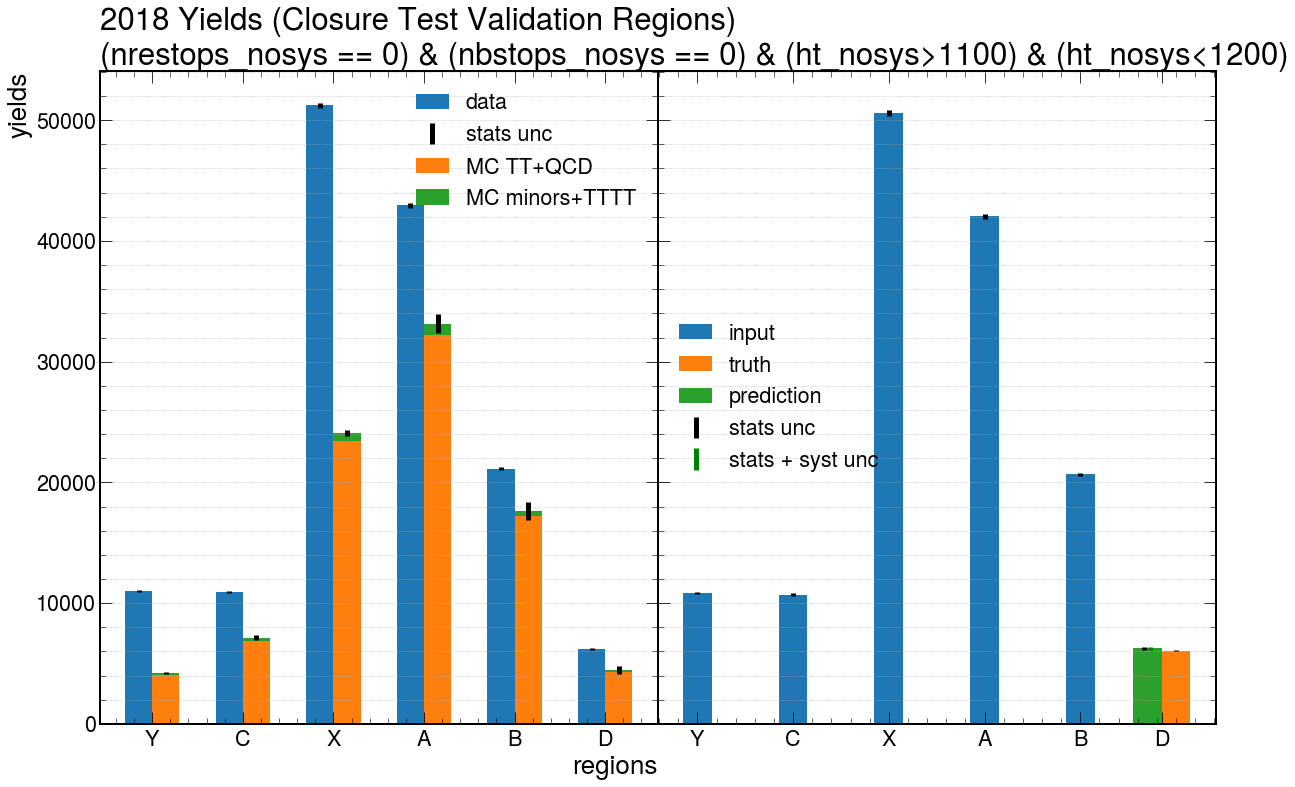 2018 Yields (Closure Test Validation Regions)
(nrestops_nosys == 0) & (nbstops_nosys == 0) & (ht_nosys>1100) & (ht_nosys<1200)
yields
50000
40000
30000
20000
10000
0
data
stats unc
MC TT+QCD
MC minors+TTTT
Y C X A B D
input
truth
prediction
stats unc
stats + syst unc
Y C X A B D
regions